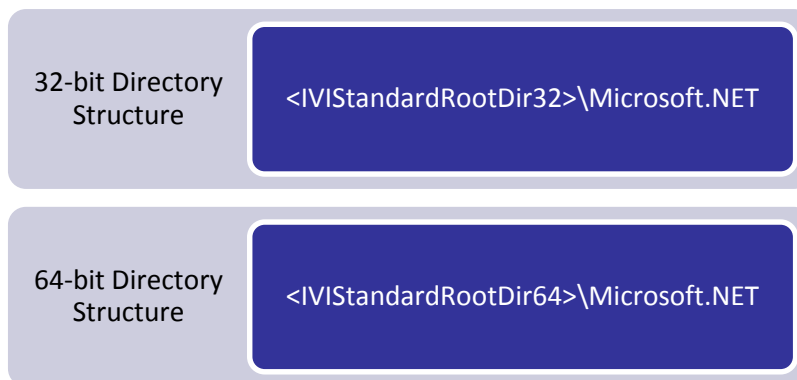 32-bit Directory
Structure
<IVIStandardRootDir32>\Microsoft.NET
64-bit Directory
Structure
<IVIStandardRootDir64>\Microsoft.NET